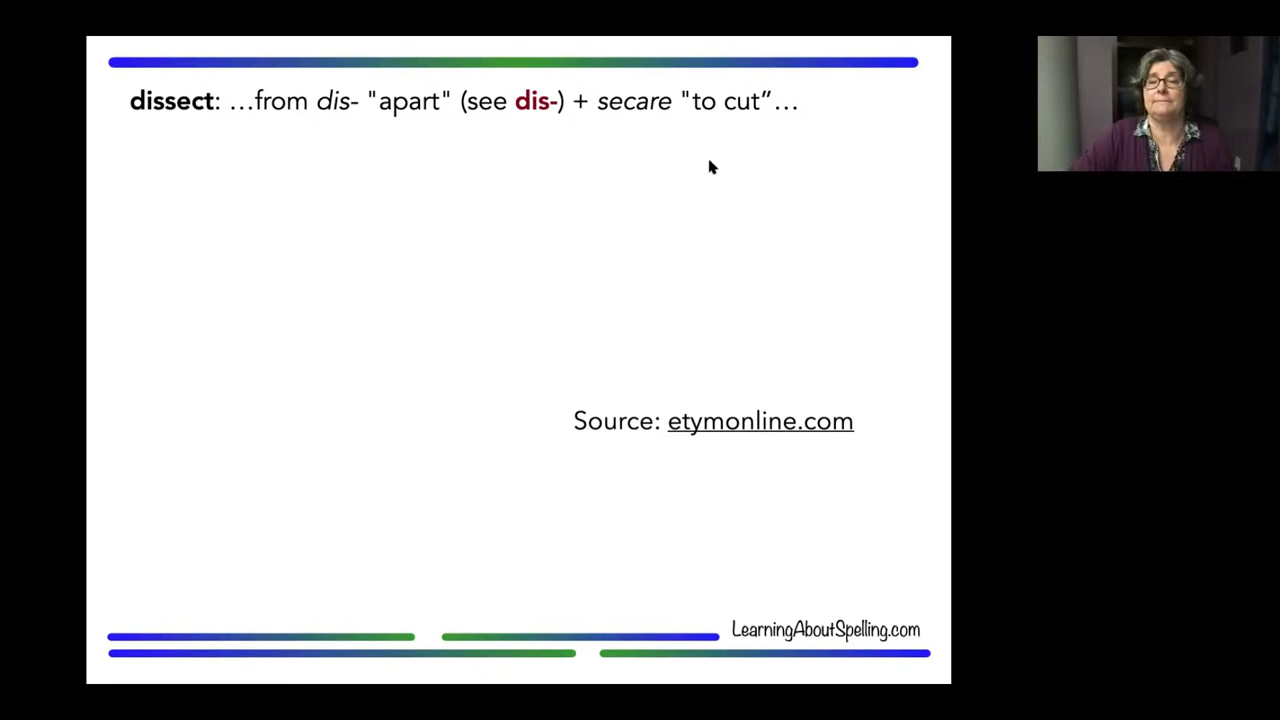 dissect: …from dis- "apart" (see dis-) + secare "to cut”…
Source: etymonline.com
LearningAboutSpelling.com